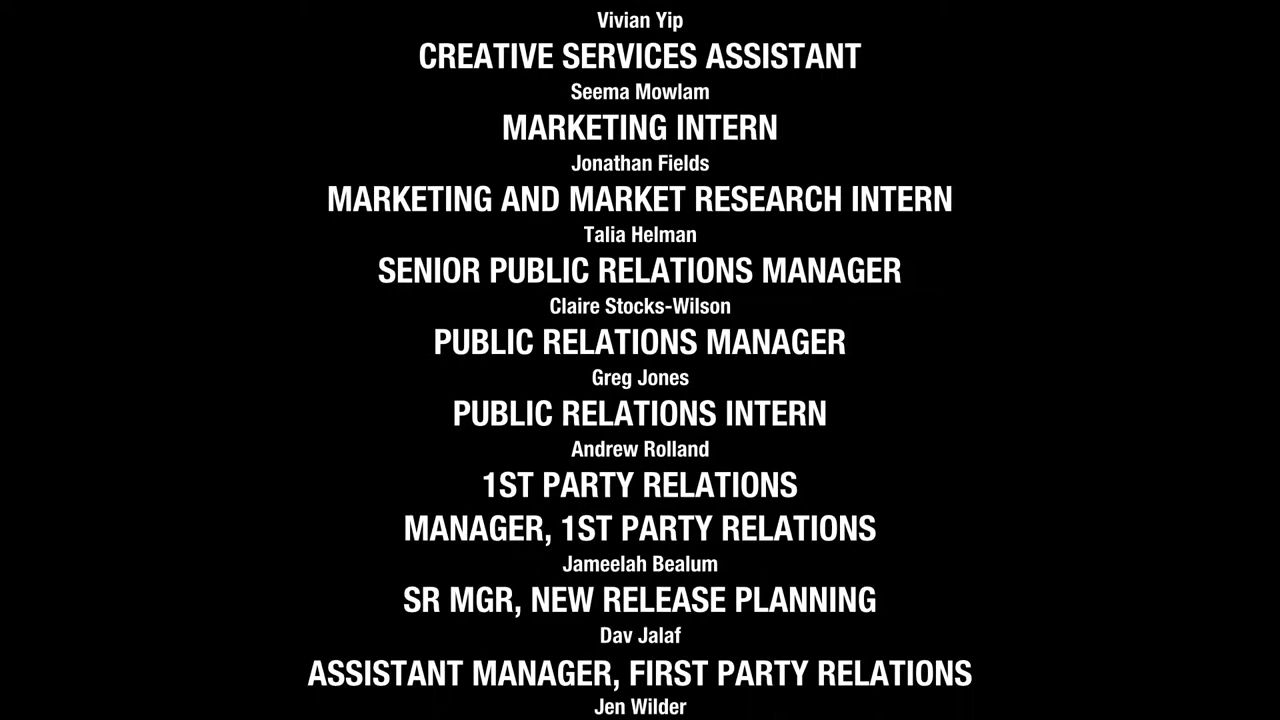 Vivian Yip
CREATIVE SERVICES ASSISTANT
Seema Mowlam
MARKETING INTERN
Jonathan Fields
MARKETING AND MARKET RESEARCH INTERN
Talia Helman
SENIOR PUBLIC RELATIONS MANAGER
Claire Stocks-Wilson
PUBLIC RELATIONS MANAGER
Greg Jones
PUBLIC RELATIONS INTERN
Andrew Rolland
1ST PARTY RELATIONS
MANAGER, 1ST PARTY RELATIONS
Jameelah Bealum
SR MGR, NEW RELEASE PLANNING
Dav Jalaf
ASSISTANT MANAGER, FIRST PARTY RELATIONS
Jen Wilder